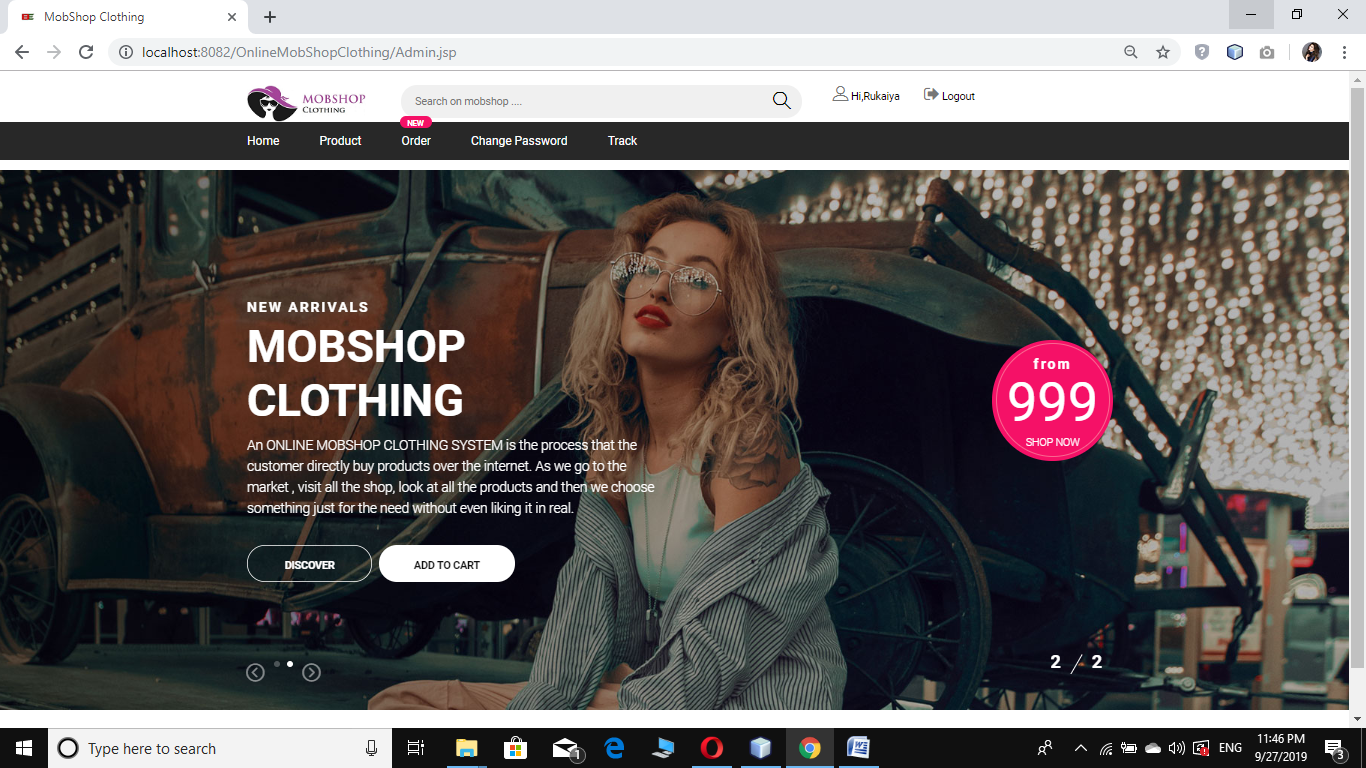 MobShop Clothing
localhost:8082/OnlineMobShopClothing/Admin.jsp
MOBSHOP
CLOTHING
Search on mobshop ....
Hi,Rukaiya
Logout
NEW
Home
Product
Order
Change Password
Track
NEW ARRIVALS
MOBSHOP
CLOTHING
An ONLINE MOBSHOP CLOTHING SYSTEM is the process that the
customer directly buy products over the internet. As we go to the
market , visit all the shop, look at all the products and then we choose
something just for the need without even liking it in real.
DISCOVER
ADD TO CART
from
999
SHOP NOW
2 / 2
Type here to search
1
ENG
11:46 PM
9/27/2019
3